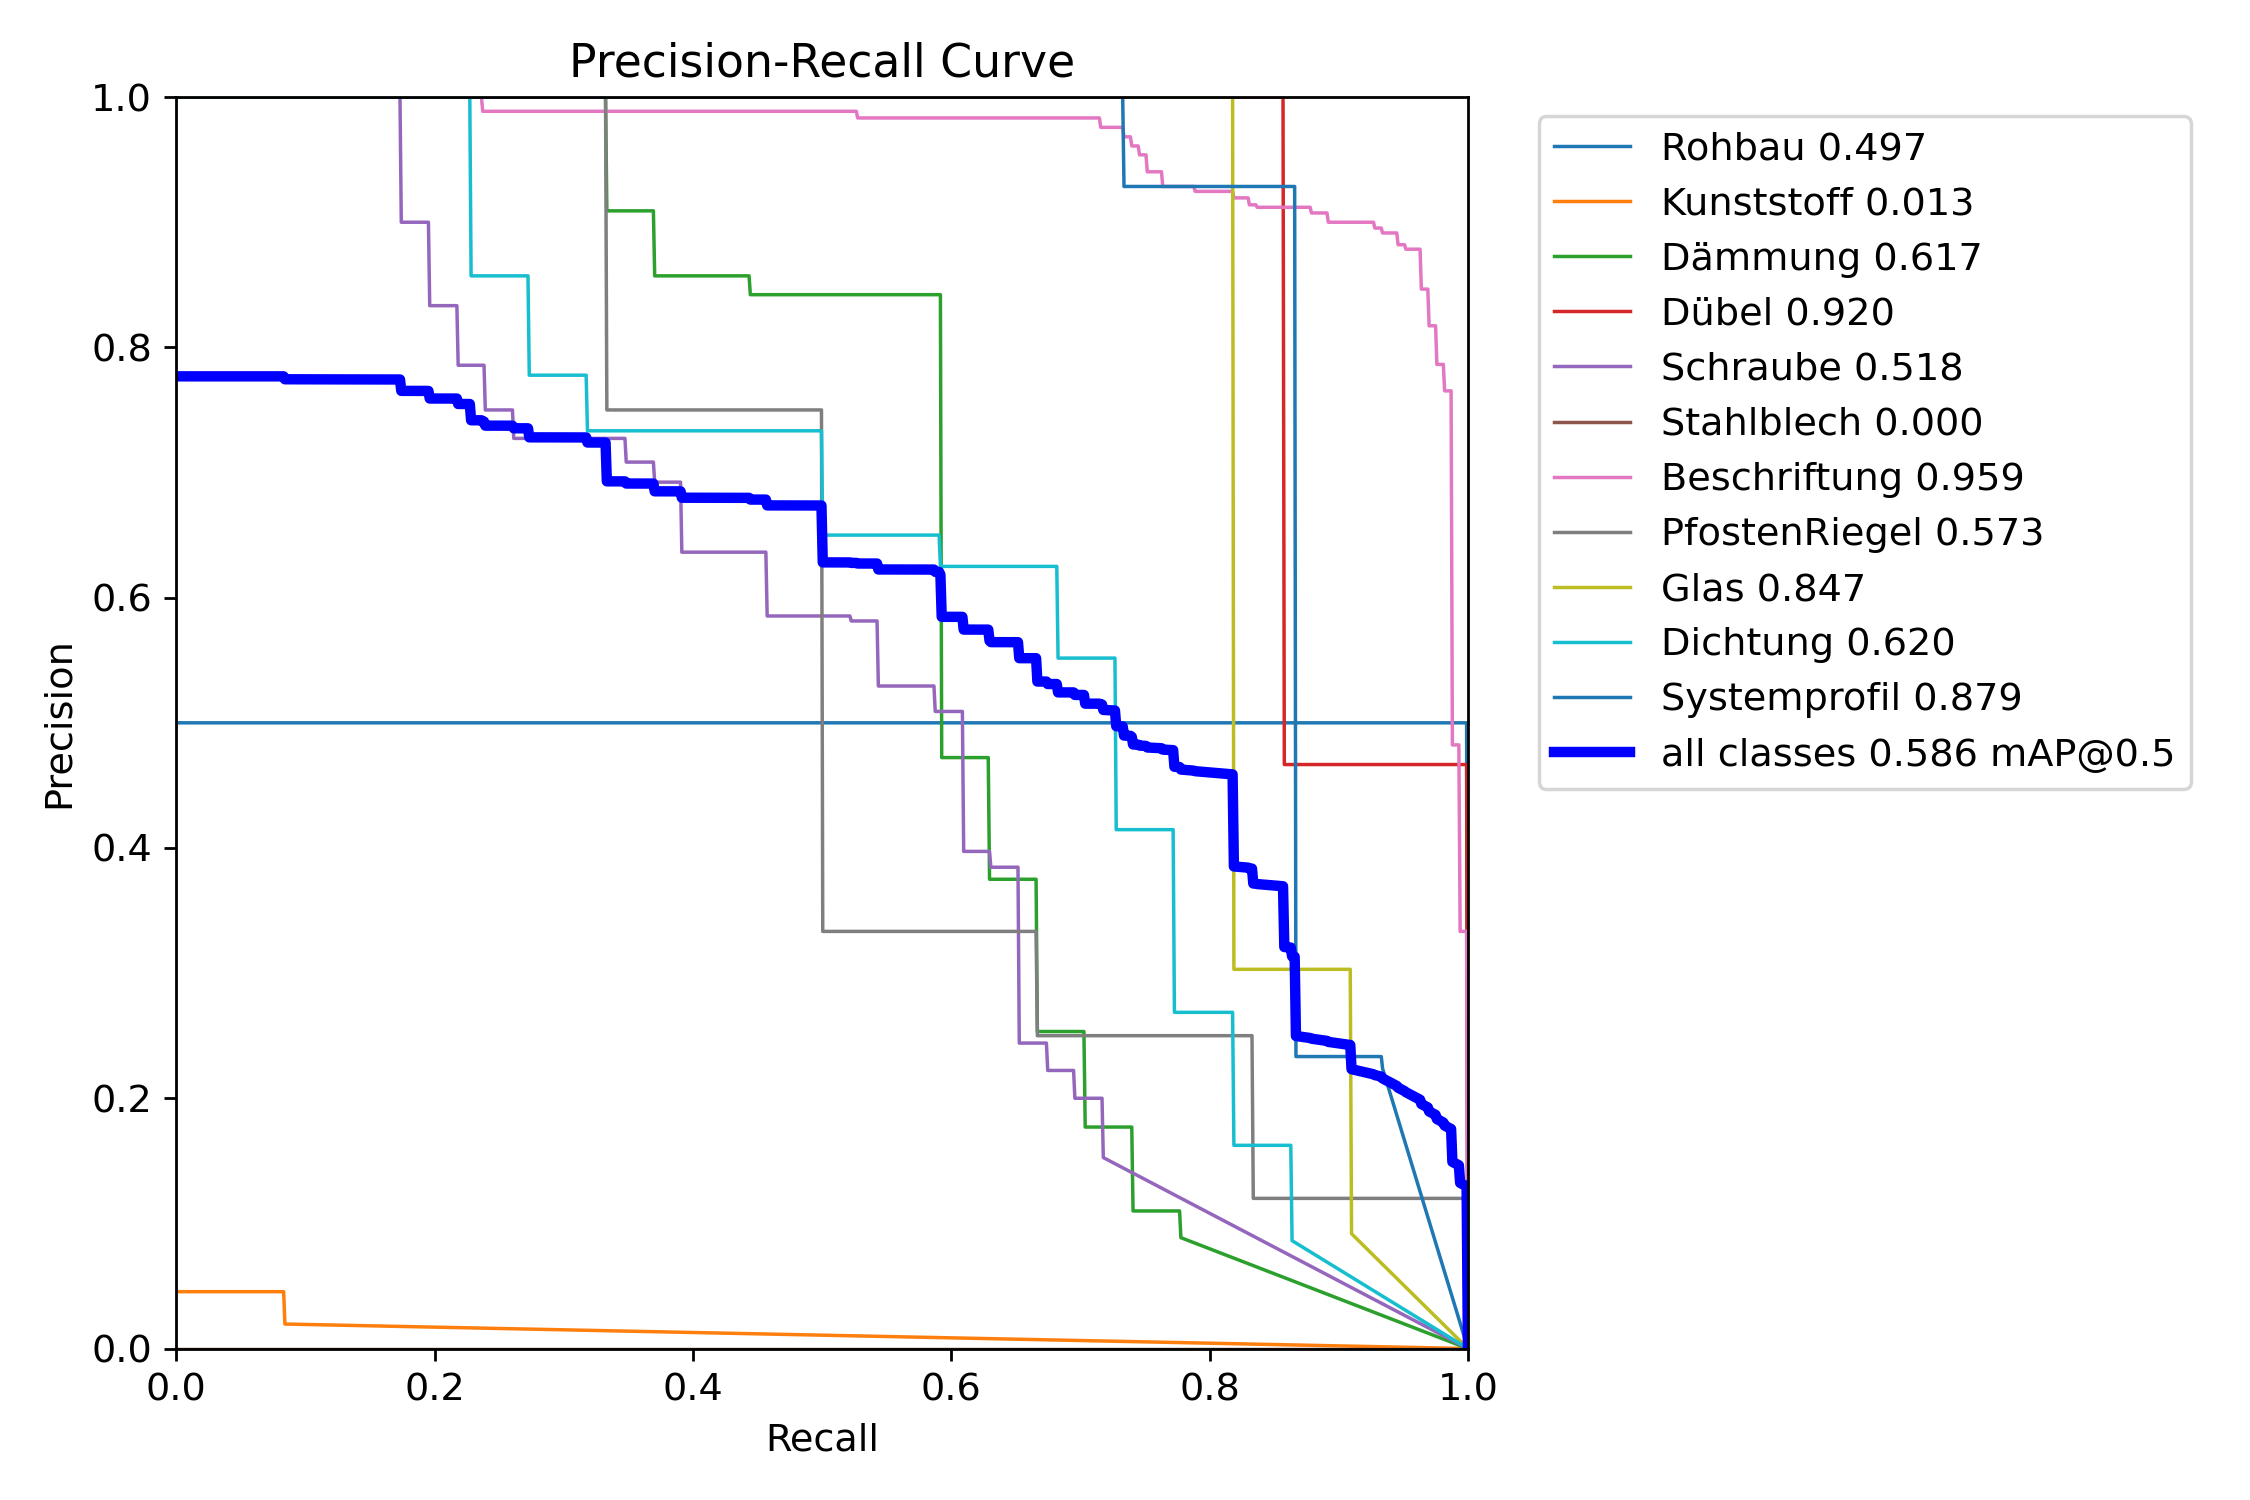 Precision-Recall Curve
1.0
0.8
0.6
0.4
0.2
0.0
Precision
0.0 0.2 0.4 0.6 0.8 1.0
Recall
Rohbau 0.497
Kunststoff 0.013
Dämmung 0.617
Dübel 0.920
Schraube 0.518
Stahlblech 0.000
Beschriftung 0.959
PfostenRiegel 0.573
Glas 0.847
Dichtung 0.620
Systemprofil 0.879
all classes 0.586 mAP@0.5